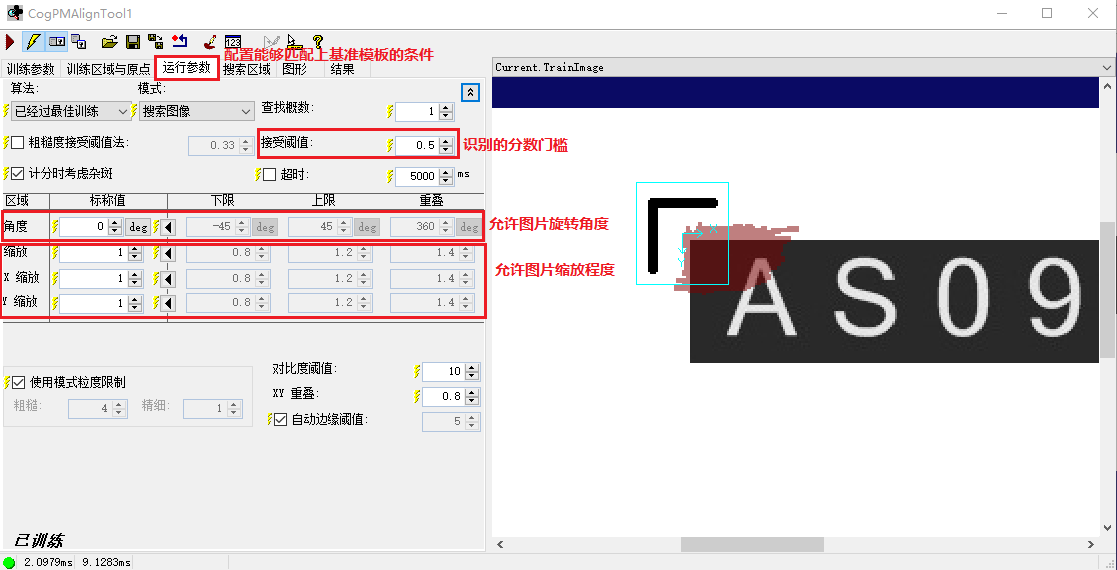 CogPMAlignTool1
123
配置能够匹配上基准模板的条件
训练参数 训练区域与原点 运行参数 搜索区域 图形 结果
Current.TrainImage
算法: 模式:
已经过最佳训练 搜索图像 查找概数: 1
粗糙度接受阈值法: 0.33 接受阈值: 0.5 识别的分数门槛
计分时考虑杂斑 超时: 5000 ms
区域 标称值 下限 上限 重叠
角度 0 deg -45 deg 45 deg 360 deg 允许图片旋转角度
缩放 1 0.8 1.2 1.4
X 缩放 1 0.8 1.2 1.4 允许图片缩放程度
Y 缩放 1 0.8 1.2 1.4
AS09
对比度阈值: 10
使用模式粒度限制 XY 重叠: 0.8
粗糙: 4 精细: 1 自动边缘阈值: 5
已训练
2.0979ms 9.1283ms